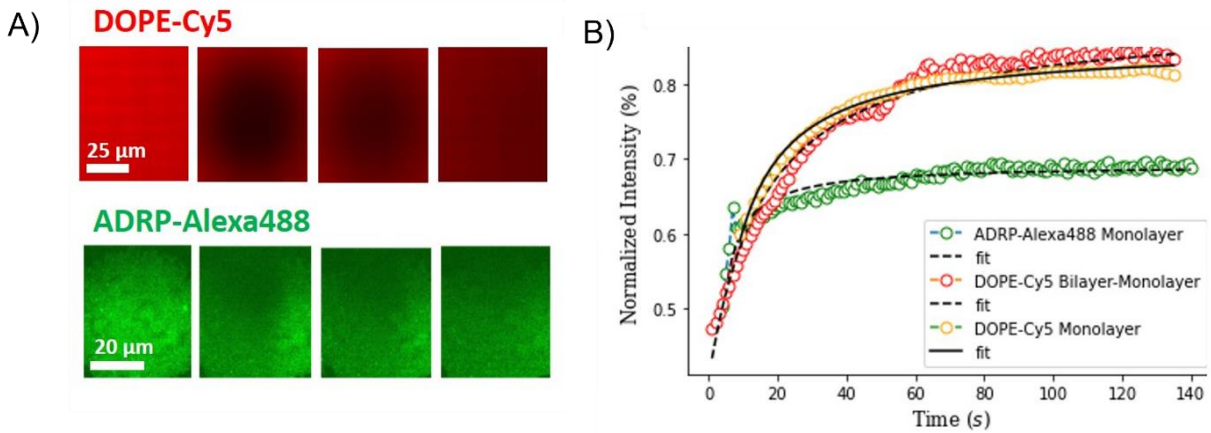 A)
DOPE-Cy5
25 µm
ADRP-Alexa488
20 µm
B)
Normalized Intensity (%)
0.8
0.7
0.6
0.5
ADRP-Alexa488 Monolayer
fit
DOPE-Cy5 Bilayer-Monolayer
fit
DOPE-Cy5 Monolayer
fit
0 20 40 60 80 100 120 140
Time (s)